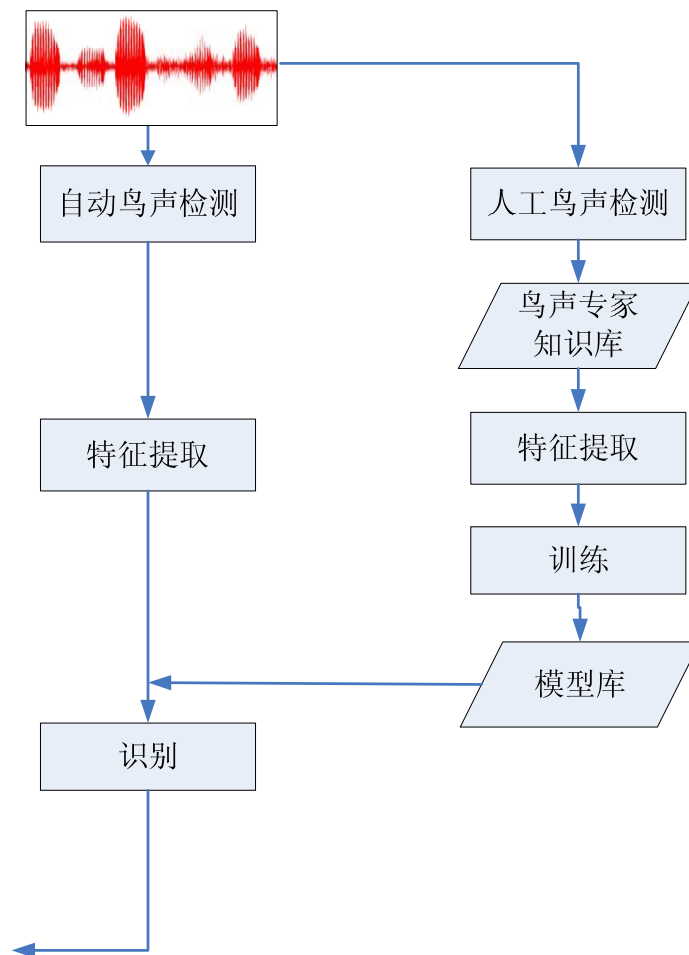 自动鸟声检测
人工鸟声检测
鸟声专家
知识库
特征提取
特征提取
训练
模型库
识别